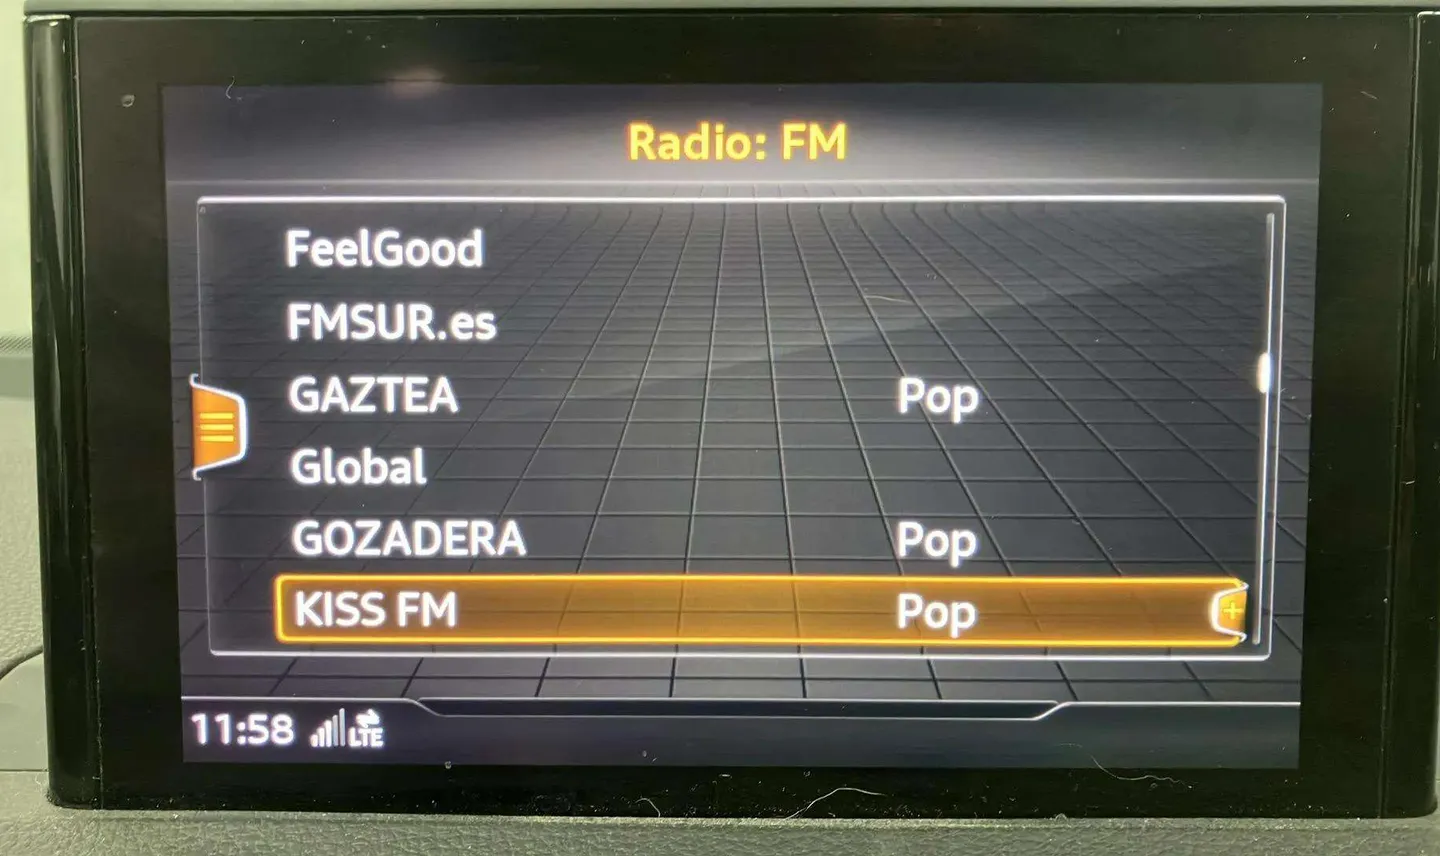 Radio: FM
FeelGood
FMSUR.es
GAZTEA Pop
Global
GOZADERA Pop
KISS FM Pop
11:58 LTE